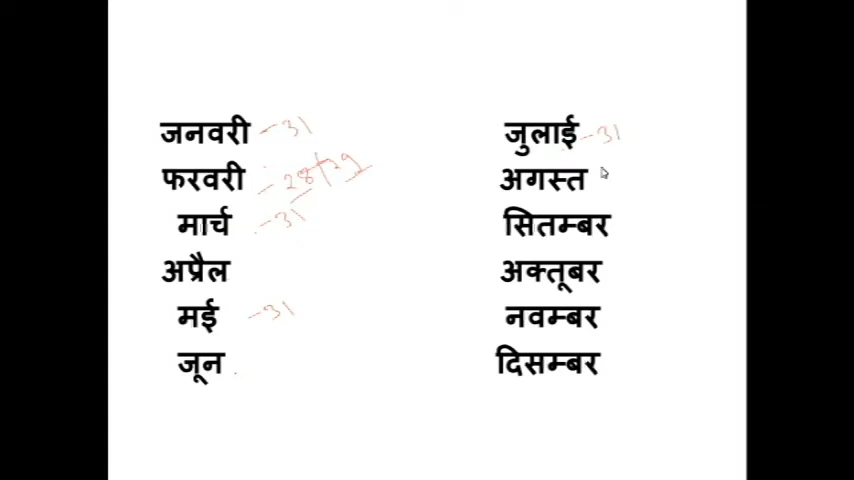 जनवरी -31
फरवरी - 28/29
मार्च -31
अप्रैल
मई -31
जून
जुलाई -31
अगस्त
सितम्बर
अक्तूबर
नवम्बर
दिसम्बर